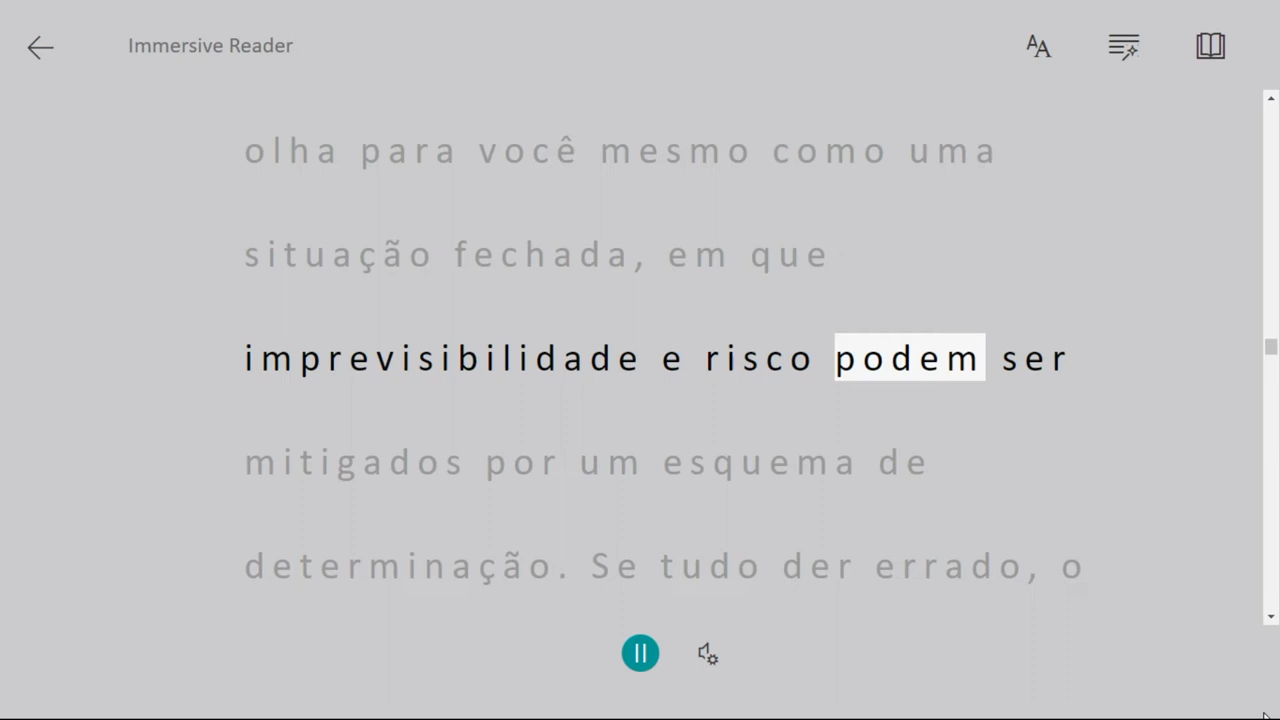 Immersive Reader
olha para você mesmo como uma
situação fechada, em que
imprevisibilidade e risco podem ser
mitigados por um esquema de
determinação. Se tudo der errado, o